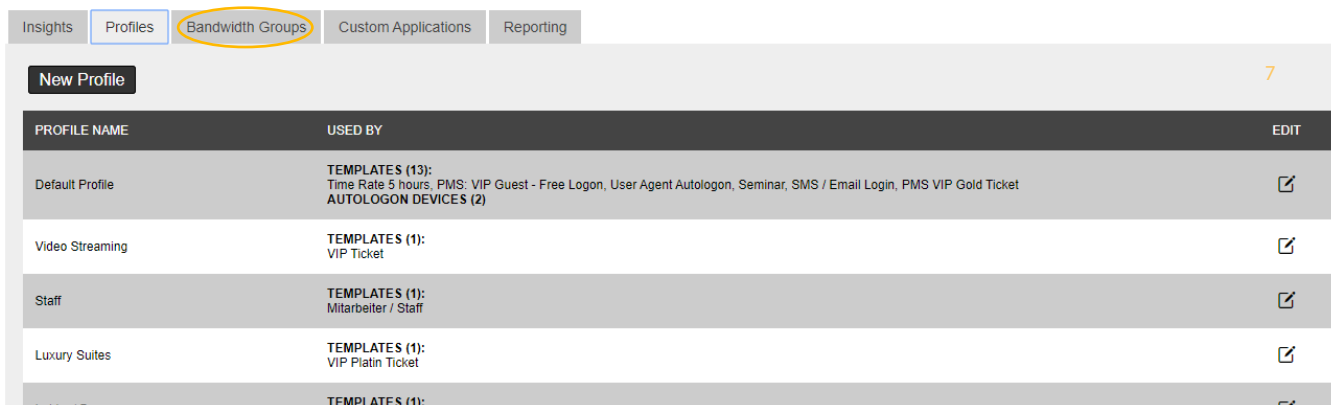 Insights Profiles Bandwidth Groups Custom Applications Reporting
New Profile 7
PROFILE NAME USED BY EDIT
TEMPLATES (13):
Default Profile Time Rate 5 hours, PMS: VIP Guest - Free Logon, User Agent Autologon, Seminar, SMS / Email Login, PMS VIP Gold Ticket
AUTOLOGON DEVICES (2)
TEMPLATES (1):
Video Streaming VIP Ticket
TEMPLATES (1):
Staff Mitarbeiter / Staff
TEMPLATES (1):
Luxury Suites VIP Platin Ticket
TEMPLATES (1):